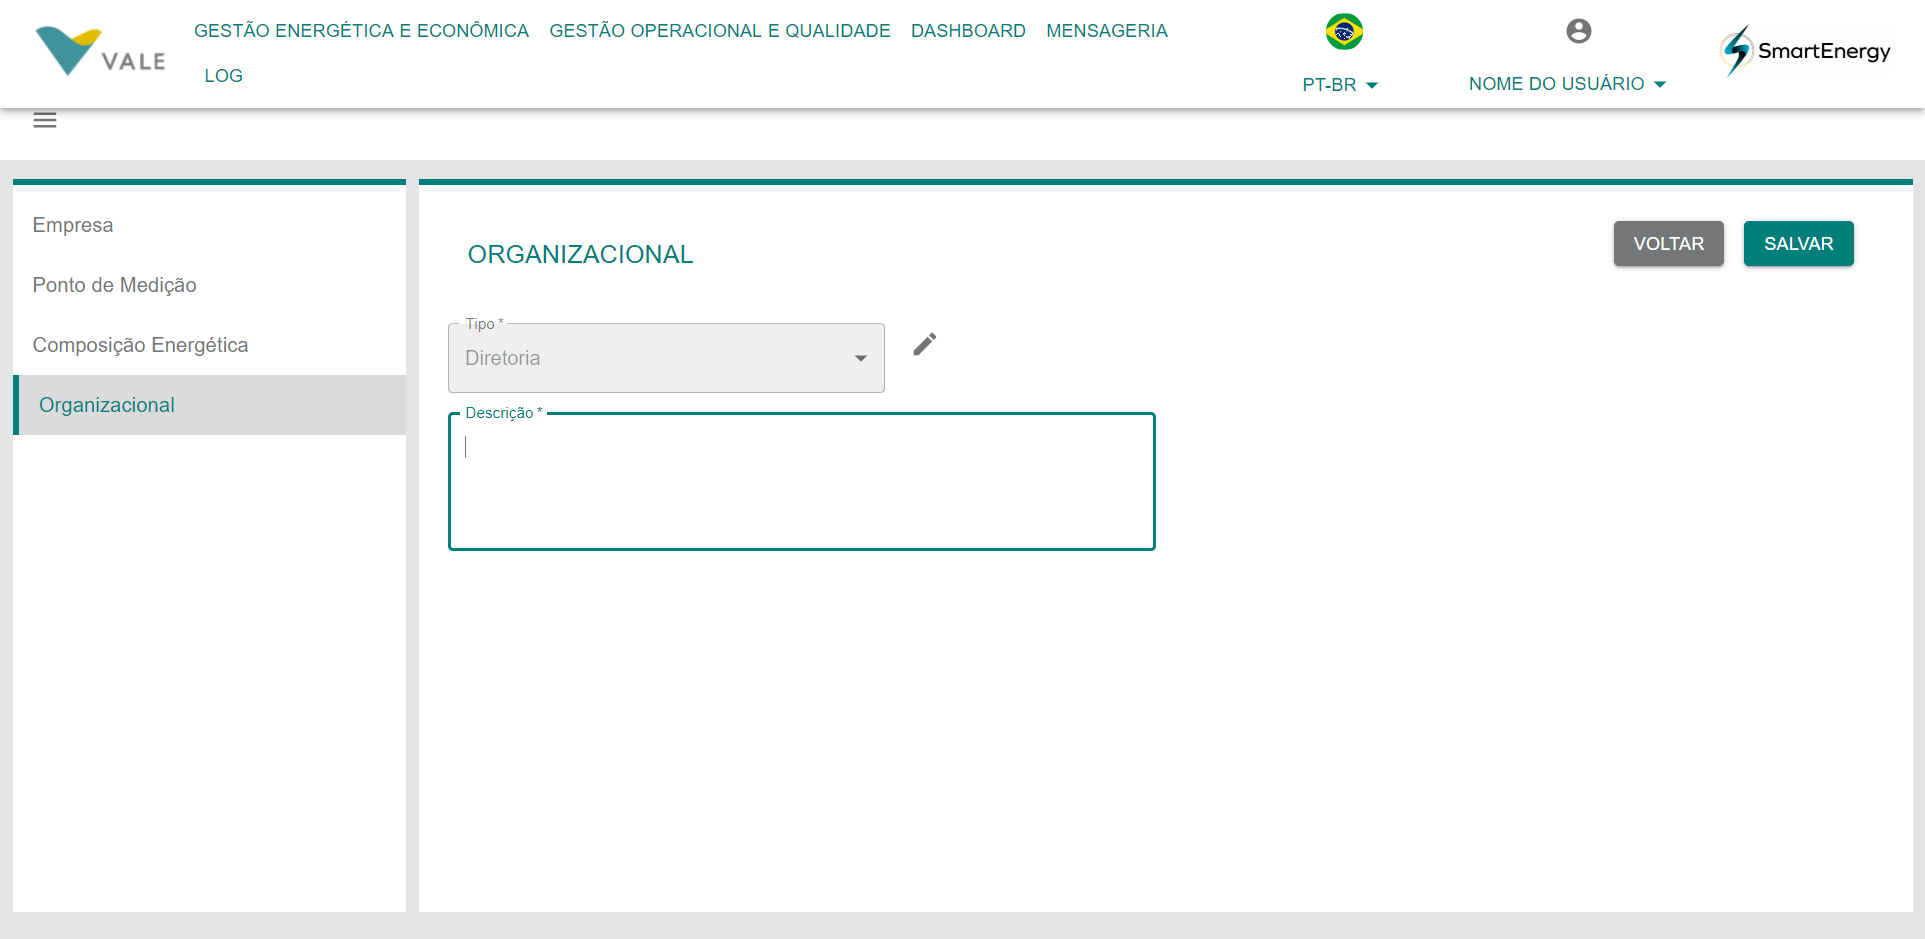 VALE
GESTÃO ENERGÉTICA E ECONÔMICA GESTÃO OPERACIONAL E QUALIDADE DASHBOARD MENSAGERIA
LOG
PT-BR
NOME DO USUÁRIO
SmartEnergy
Empresa
Ponto de Medição
Composição Energética
Organizacional
ORGANIZACIONAL
VOLTAR SALVAR
Tipo *
Diretoria
Descrição *